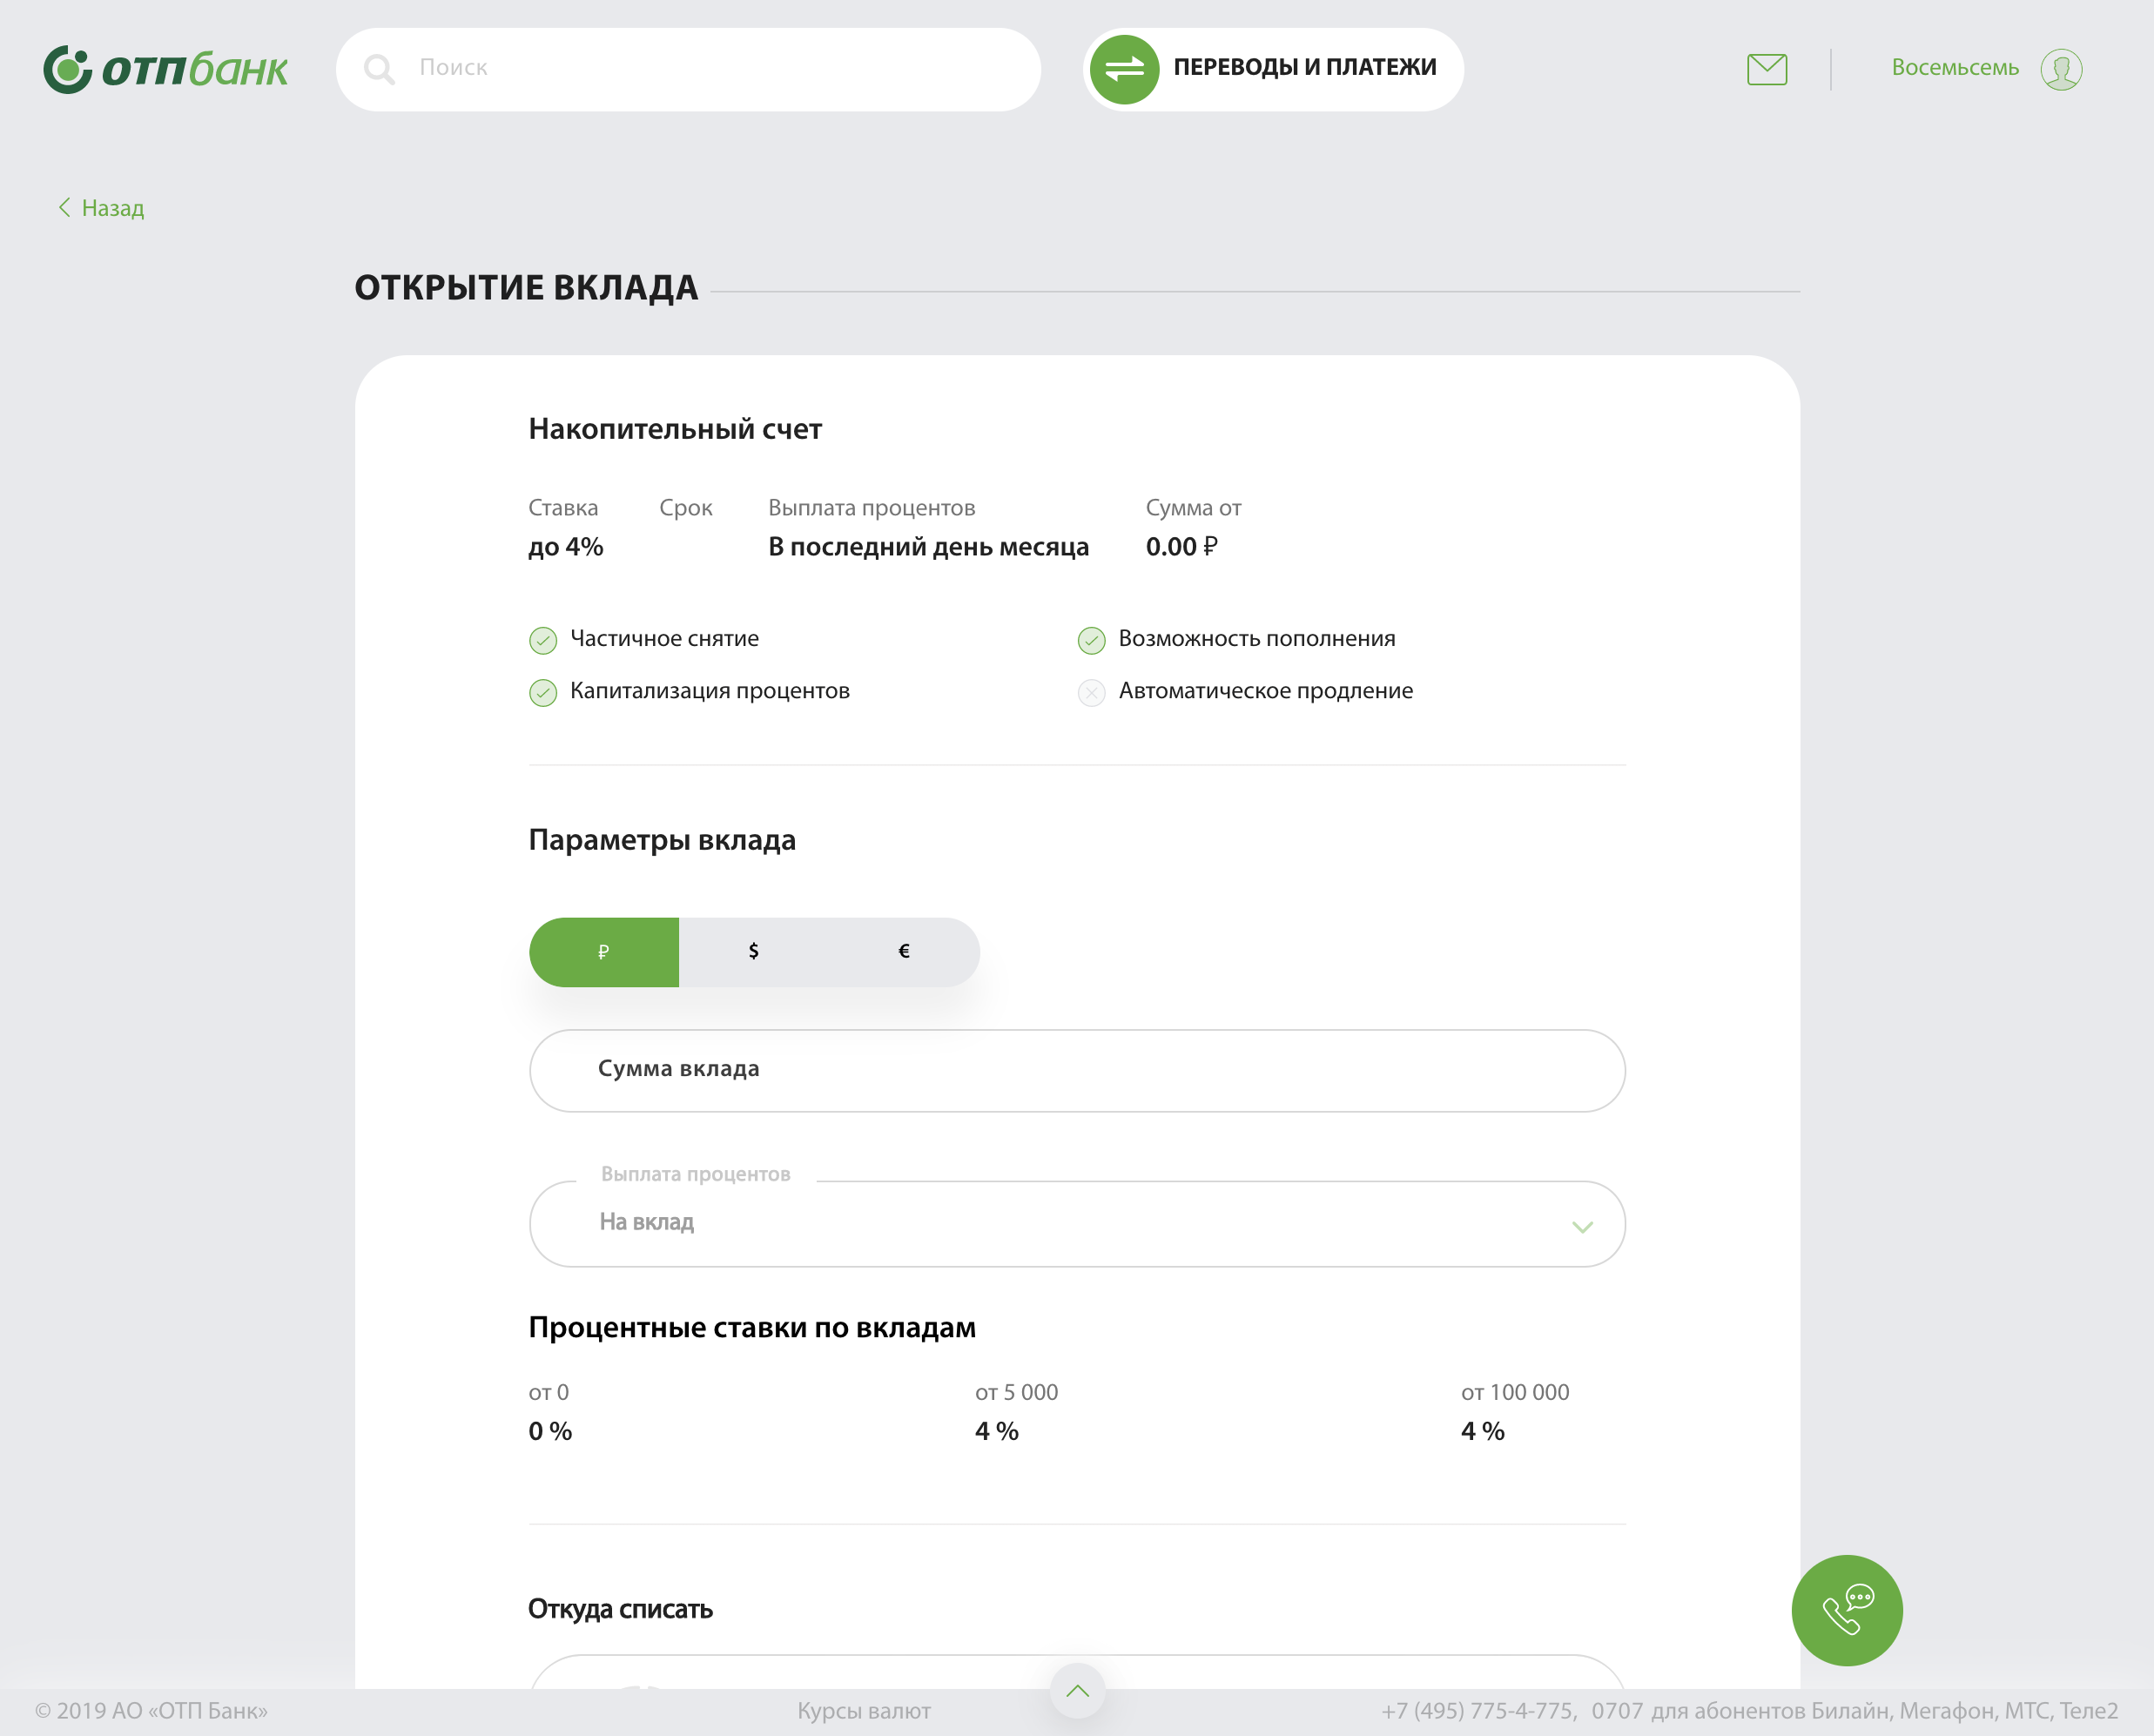 ОТПбанк Поиск ПЕРЕВОДЫ И ПЛАТЕЖИ Восемьсемь
Назад
ОТКРЫТИЕ ВКЛАДА
Накопительный счет
Ставка Срок Выплата процентов Сумма от
до 4% В последний день месяца 0.00 ₽
Частичное снятие Возможность пополнения
Капитализация процентов Автоматическое продление
Параметры вклада
₽ $ €
Сумма вклада
Выплата процентов
На вклад
Процентные ставки по вкладам
от 0 от 5 000 от 100 000
0 % 4 % 4 %
Откуда списать
© 2019 АО «ОТП Банк» Курсы валют +7 (495) 775-4-775, 0707 для абонентов Билайн, Мегафон, МТС, Теле2